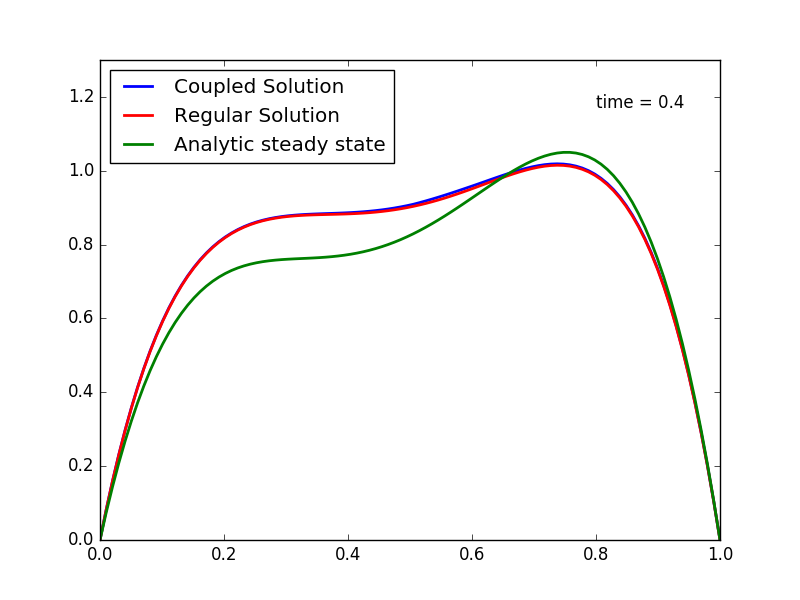 1.2
1.0
0.8
0.6
0.4
0.2
0.0
Coupled Solution
Regular Solution
Analytic steady state
time = 0.4
0.0 0.2 0.4 0.6 0.8 1.0